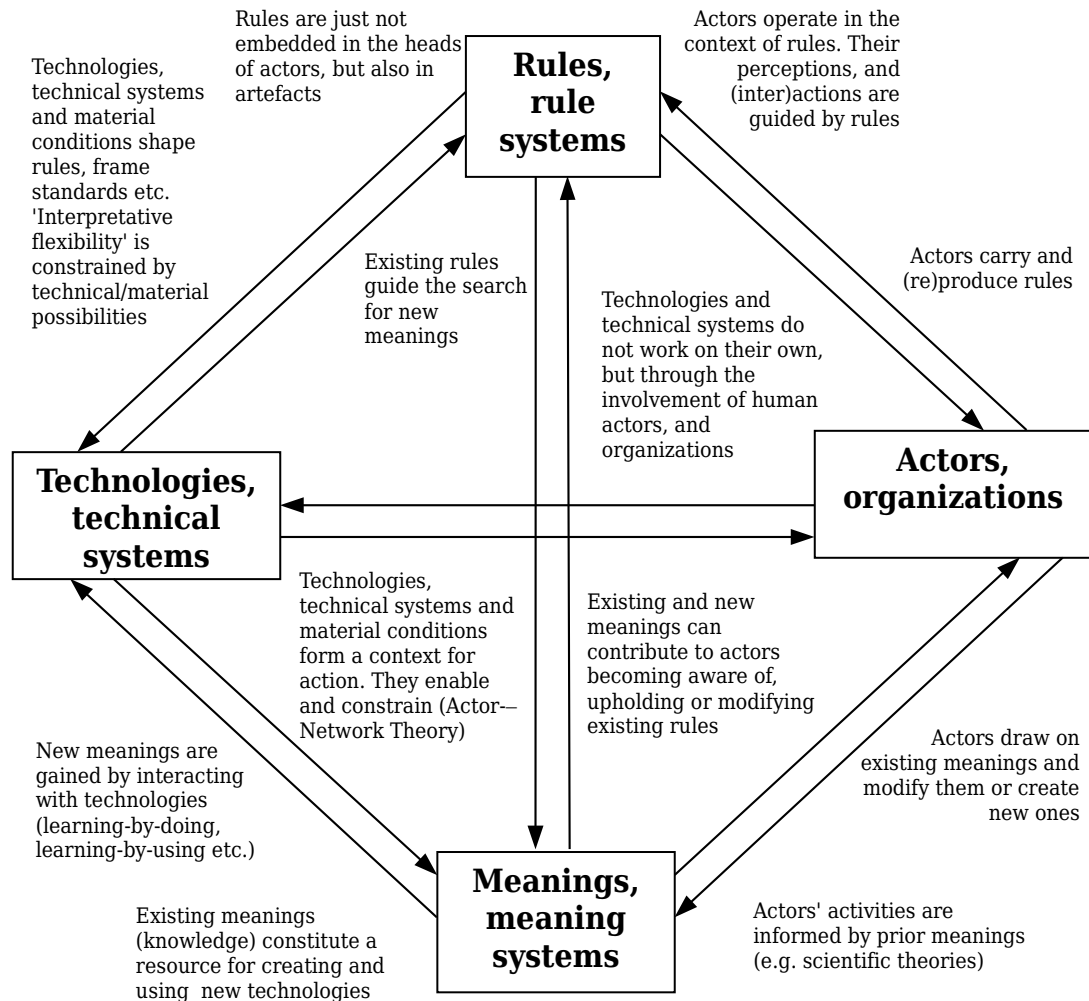 Rules are just not
embedded in the heads
of actors, but also in
artefacts
Actors operate in the
context of rules. Their
perceptions, and
(inter)actions are
guided by rules
Rules,
rule
systems
Technologies,
technical systems
and material
conditions shape
rules, frame
standards etc.
'Interpretative
flexibility' is
constrained by
technical/material
possibilities
Existing rules
guide the search
for new
meanings
Actors carry and
(re)produce rules
Technologies and
technical systems do
not work on their own,
but through the
involvement of human
actors, and
organizations
Technologies,
technical
systems
Actors,
organizations
Technologies,
technical systems and
material conditions
form a context for
action. They enable
and constrain (Actor-–
Network Theory)
Existing and new
meanings can
contribute to actors
becoming aware of,
upholding or modifying
existing rules
New meanings are
gained by interacting
with technologies
(learning-by-doing,
learning-by-using etc.)
Actors draw on
existing meanings and
modify them or create
new ones
Meanings,
meaning
systems
Existing meanings
(knowledge) constitute a
resource for creating and
using  new technologies
Actors' activities are
informed by prior meanings
(e.g. scientific theories)